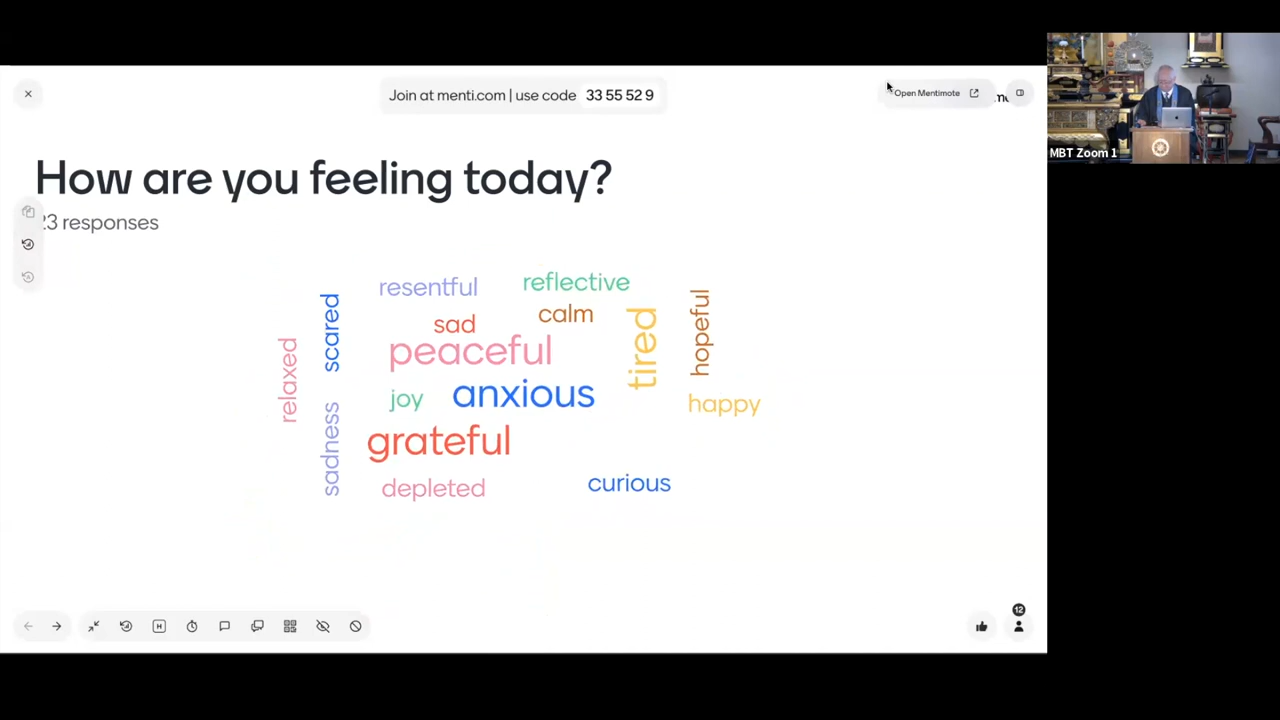 Join at menti.com | use code 33 55 52 9
Open Mentimote
MBT Zoom 1
How are you feeling today?
23 responses
resentful
reflective
scared
sad
calm
tired
hopeful
relaxed
peaceful
joy
anxious
happy
sadness
grateful
depleted
curious
H
12